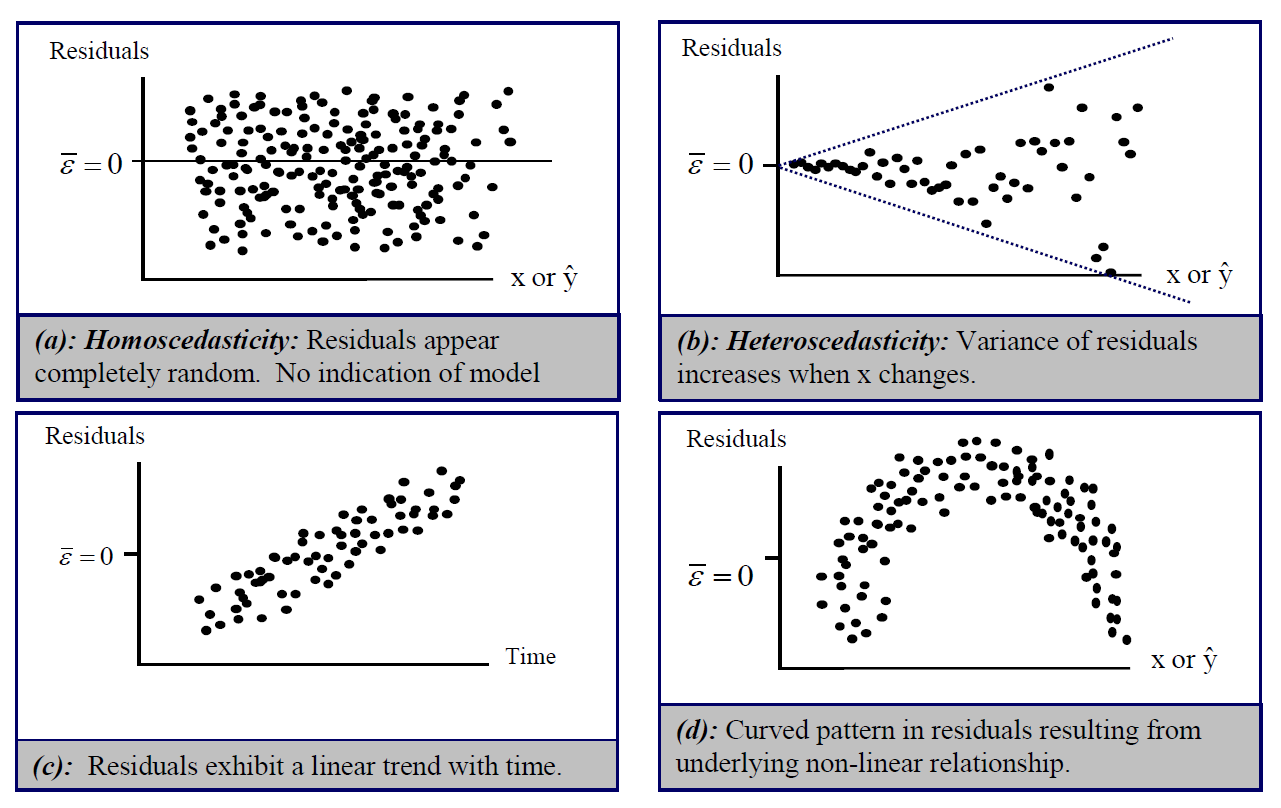 Residuals
ε̅ = 0
x or ŷ
(a): Homoscedasticity: Residuals appear
completely random. No indication of model
Residuals
ε̅ = 0
x or ŷ
(b): Heteroscedasticity: Variance of residuals
increases when x changes.
Residuals
ε̅ = 0
Time
(c): Residuals exhibit a linear trend with time.
Residuals
ε̅ = 0
x or ŷ
(d): Curved pattern in residuals resulting from
underlying non-linear relationship.